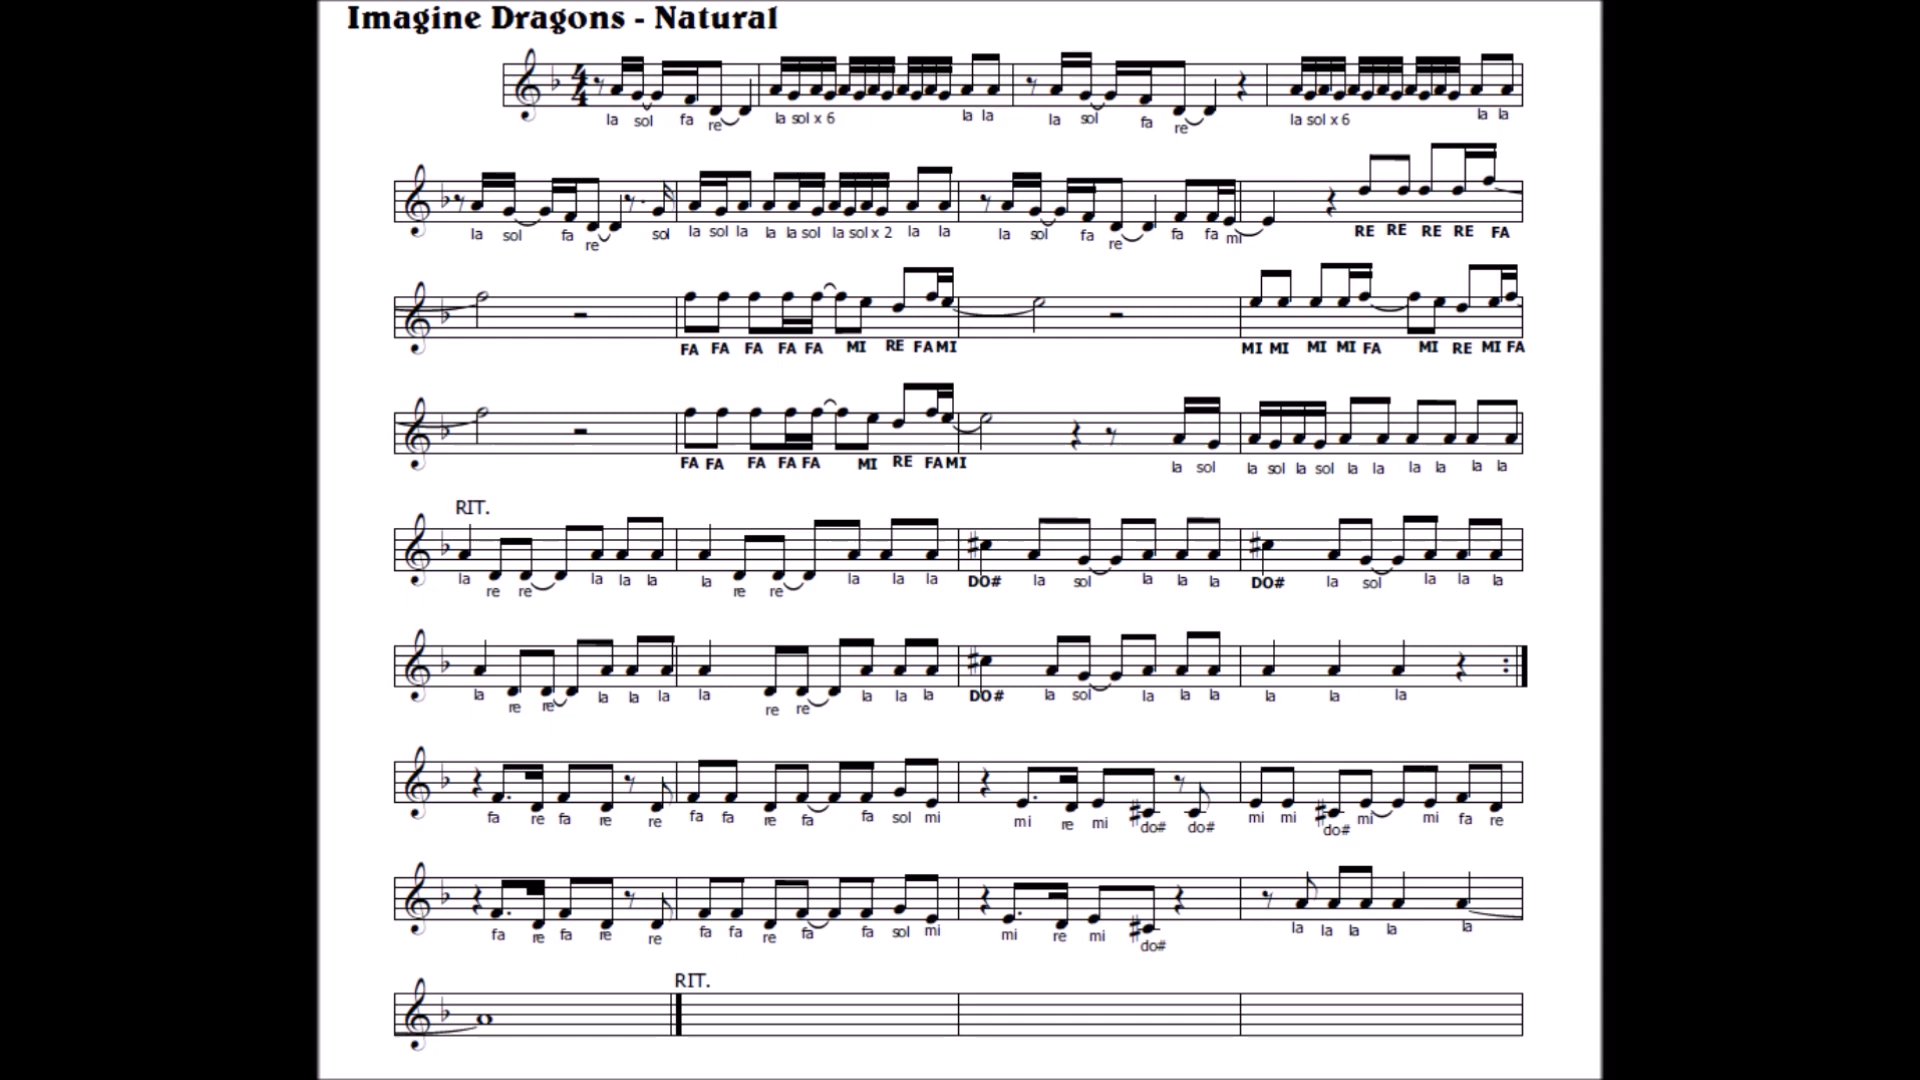 Imagine Dragons - Natural
4/4
la sol fa re la sol x 6 la la la sol fa re la sol x 6 la la
la sol fa re sol la sol la la la sol la sol x 2 la la la sol fa re fa fa mi RE RE RE RE FA
FA FA FA FA FA MI RE FA MI MI MI MI MI FA MI RE MI FA
FA FA FA FA FA MI RE FA MI la sol la sol la sol la la la la la la
RIT.
la re re la la la la re re la la la DO# la sol la la la DO# la sol la la la
la re re la la la la re re la la la DO# la sol la la la la la la
fa re fa re re fa fa re fa fa sol mi mi re mi do# do# mi mi do# mi mi fa re
fa re fa re re fa fa re fa fa sol mi mi re mi do# la la la la la
RIT.